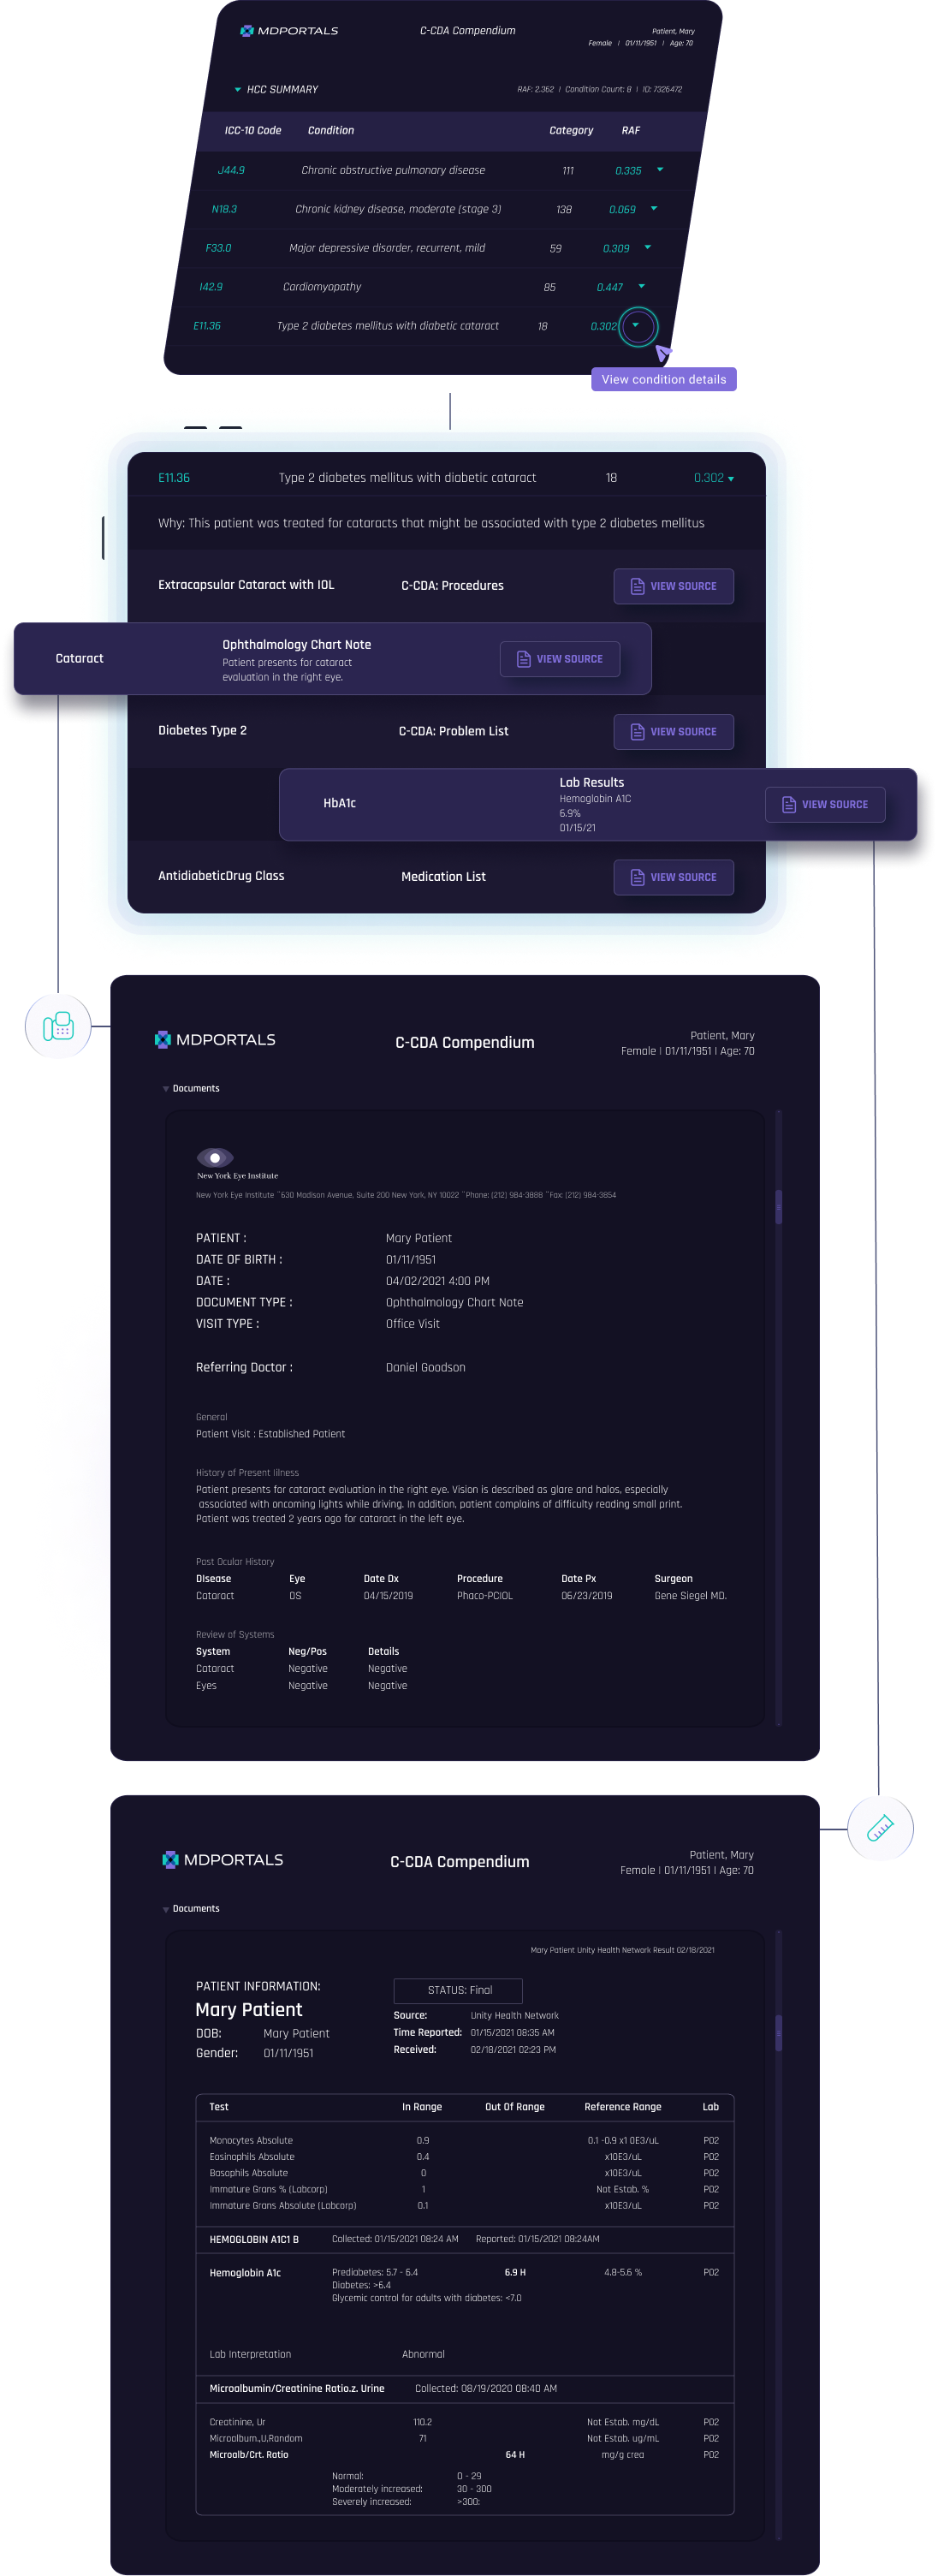 MDPORTALS
C-CDA Compendium
Patient, Mary
Female | 01/11/1951 | Age: 70
HCC SUMMARY
RAF: 2.362 | Condition Count: 8 | ID: 7326472
ICC-10 Code Condition Category RAF
J44.9 Chronic obstructive pulmonary disease 111 0.335
N18.3 Chronic kidney disease, moderate (stage 3) 138 0.069
F33.0 Major depressive disorder, recurrent, mild 59 0.309
I42.9 Cardiomyopathy 85 0.447
E11.36 Type 2 diabetes mellitus with diabetic cataract 18 0.302
View condition details
E11.36 Type 2 diabetes mellitus with diabetic cataract 18 0.302
Why: This patient was treated for cataracts that might be associated with type 2 diabetes mellitus
Extracapsular Cataract with IOL C-CDA: Procedures VIEW SOURCE
Cataract
Ophthalmology Chart Note
Patient presents for cataract
evaluation in the right eye.
VIEW SOURCE
Diabetes Type 2 C-CDA: Problem List VIEW SOURCE
HbA1c
Lab Results
Hemoglobin A1C
6.9%
01/15/21
VIEW SOURCE
AntidiabeticDrug Class Medication List VIEW SOURCE
MDPORTALS
C-CDA Compendium
Patient, Mary
Female | 01/11/1951 | Age: 70
Documents
New York Eye Institute
New York Eye Institute ~630 Madison Avenue, Suite 200 New York, NY 10022 ~Phone: (212) 984-3888 ~Fax: (212) 984-3854
PATIENT : Mary Patient
DATE OF BIRTH : 01/11/1951
DATE : 04/02/2021 4:00 PM
DOCUMENT TYPE : Ophthalmology Chart Note
VISIT TYPE : Office Visit
Referring Doctor : Daniel Goodson
General
Patient Visit : Established Patient
History of Present Iilness
Patient presents for cataract evaluation in the right eye. Vision is described as glare and halos, especially
associated with oncoming lights while driving. In addition, patient complains of difficulty reading small print.
Patient was treated 2 years ago for cataract in the left eye.
Post Ocular History
DIsease Eye Date Dx Procedure Date Px Surgeon
Cataract OS 04/15/2019 Phaco-PCIOL 06/23/2019 Gene Siegel MD.
Review of Systems
System Neg/Pos Details
Cataract Negative Negative
Eyes Negative Negative
MDPORTALS
C-CDA Compendium
Patient, Mary
Female | 01/11/1951 | Age: 70
Documents
Mary Patient Unity Health Network Result 02/18/2021
PATIENT INFORMATION:
Mary Patient
DOB: Mary Patient
Gender: 01/11/1951
STATUS: Final
Source: Unity Health Network
Time Reported: 01/15/2021 08:35 AM
Received: 02/18/2021 02:23 PM
Test In Range Out Of Range Reference Range Lab
Monocytes Absolute 0.9 0.1 -0.9 x1 0E3/uL P02
Eosinophils Absolute 0.4 x10E3/uL P02
Basophils Absolute 0 x10E3/uL P02
Immature Grans % (Labcorp) 1 Not Estab. % P02
Immature Grans Absolute (Labcorp) 0.1 x10E3/uL P02
HEMOGLOBIN A1C1 B Collected: 01/15/2021 08:24 AM Reported: 01/15/2021 08:24AM
Hemoglobin A1c Prediabetes: 5.7 - 6.4 6.9 H 4.8-5.6 % P02
Diabetes: >6.4
Glycemic control for adults with diabetes: <7.0
Lab Interpretation Abnormal
Microalbumin/Creatinine Ratio.z. Urine Collected: 08/19/2020 08:40 AM
Creatinine, Ur 110.2 Not Estab. mg/dL P02
Microalbum.,U,Random 71 Not Estab. ug/mL P02
Microalb/Crt. Ratio 64 H mg/g crea P02
Normal: 0 - 29
Moderately increased: 30 - 300
Severely increased: >300: